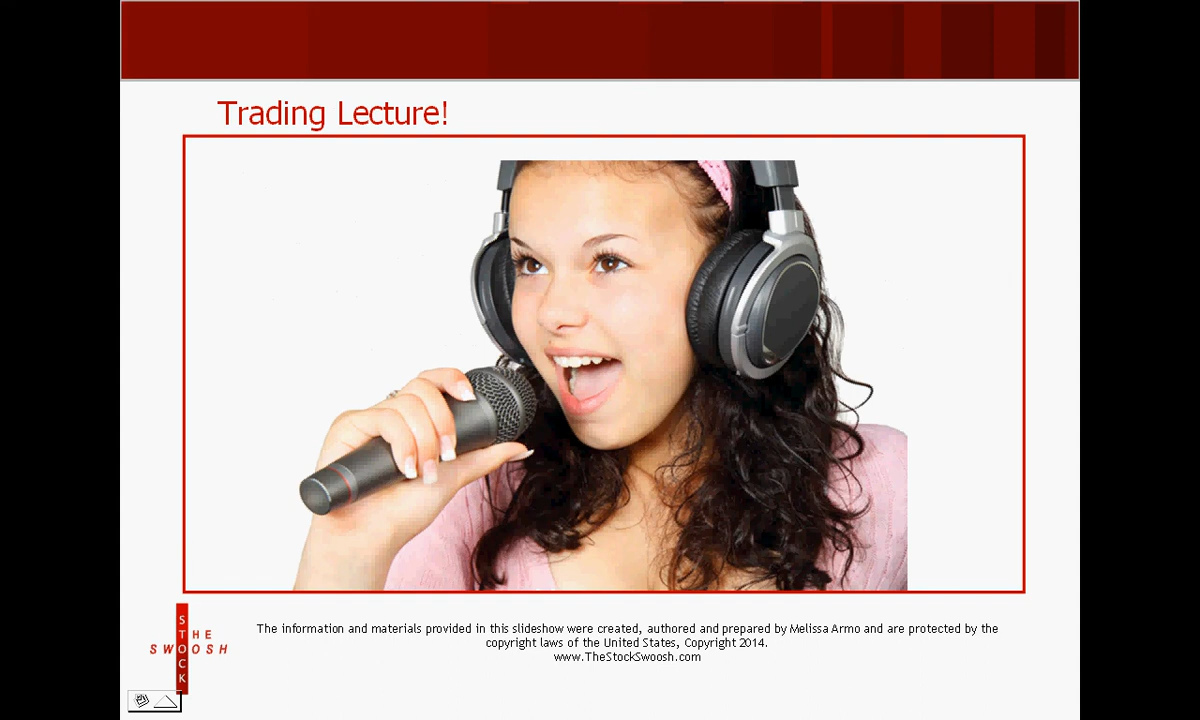 Trading Lecture!
THE
STOCK
SWOOSH
The information and materials provided in this slideshow were created, authored and prepared by Melissa Armo and are protected by the
copyright laws of the United States, Copyright 2014.
www.TheStockSwoosh.com